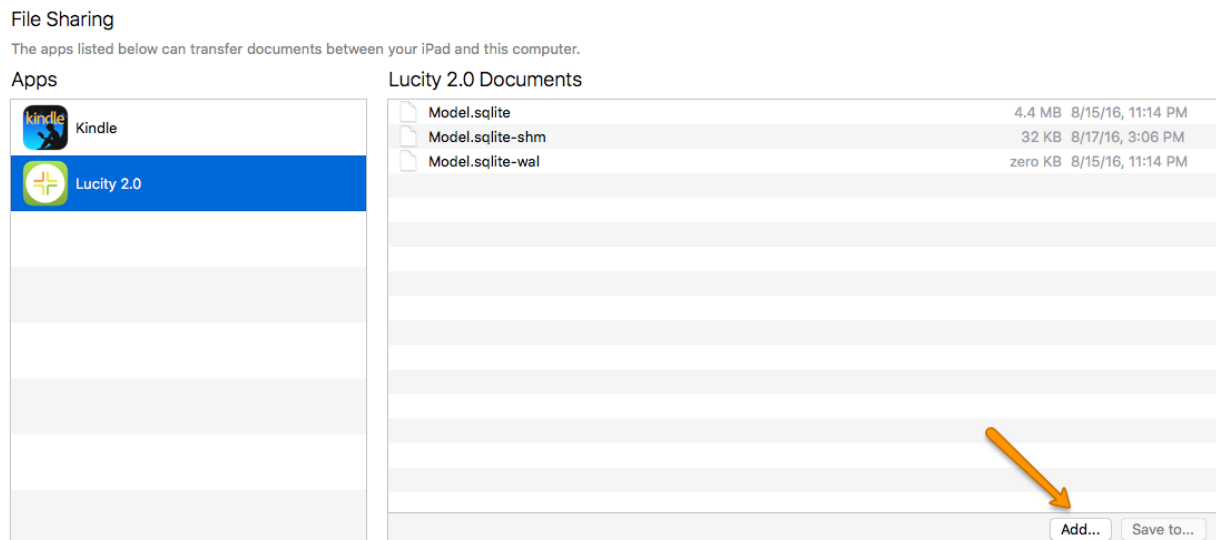 File Sharing
The apps listed below can transfer documents between your iPad and this computer.
Apps
kindle
Kindle
Lucity 2.0
Lucity 2.0 Documents
Model.sqlite 4.4 MB 8/15/16, 11:14 PM
Model.sqlite-shm 32 KB 8/17/16, 3:06 PM
Model.sqlite-wal zero KB 8/15/16, 11:14 PM
Add... Save to...